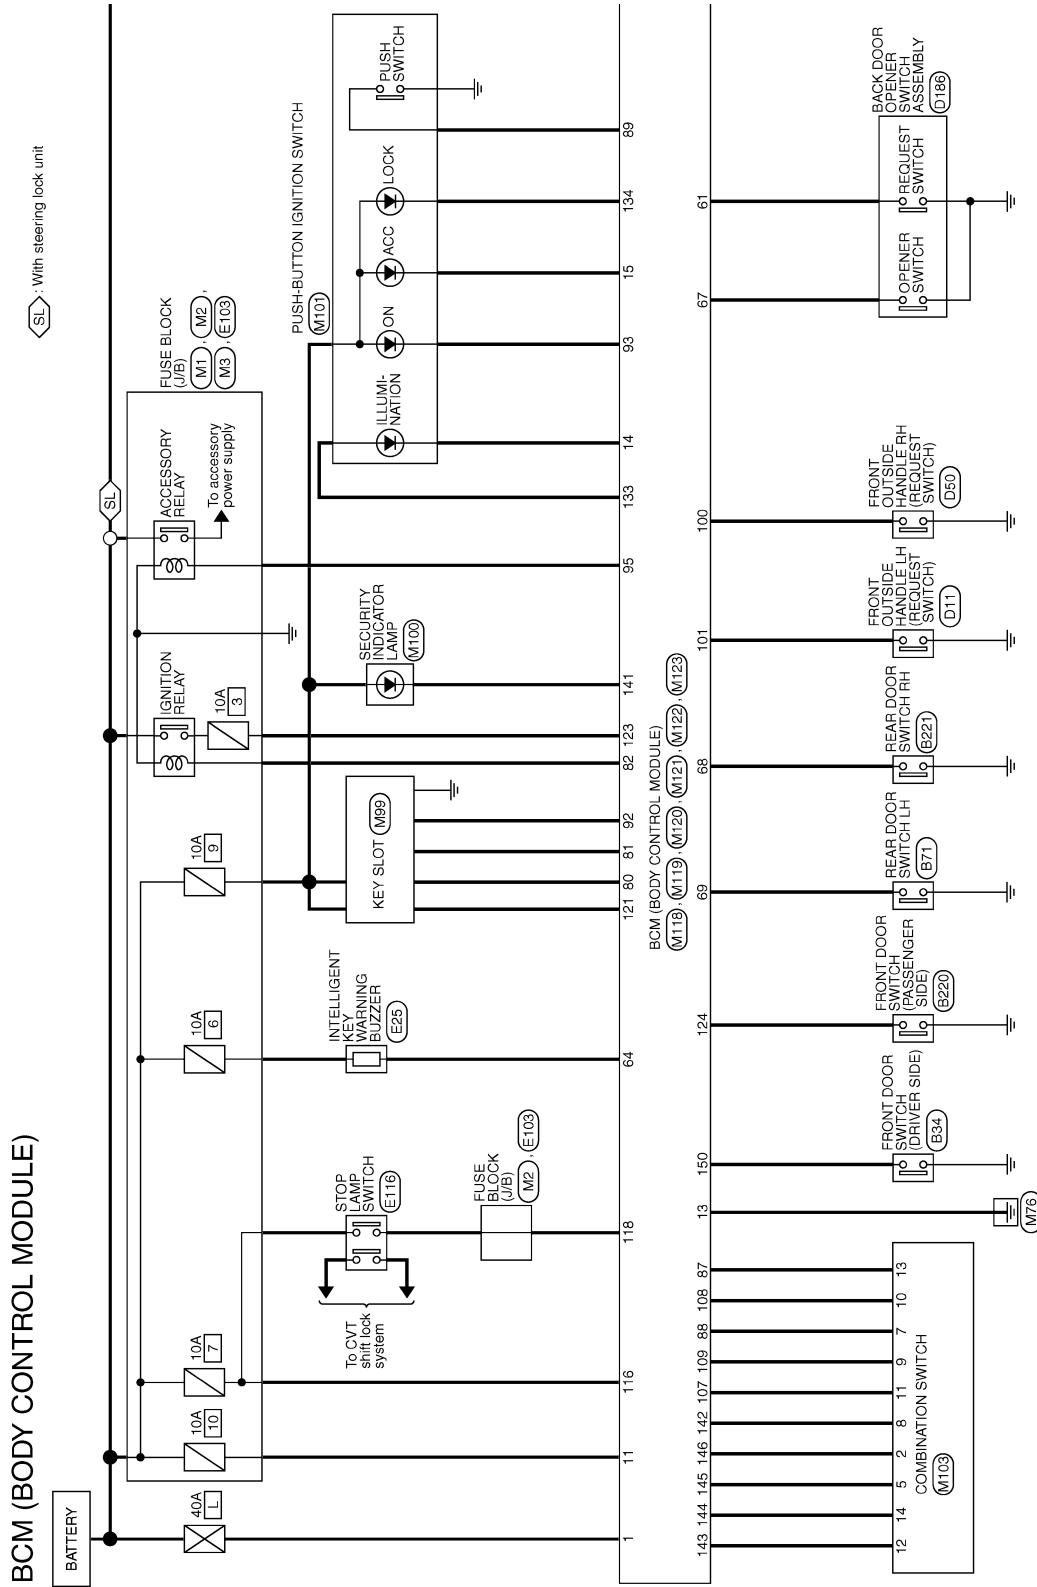 BCM (BODY CONTROL MODULE)
SL : With steering lock unit
BATTERY
SL
FUSE BLOCK
(J/B)
M1 , M2 ,
M3 , E103
40A
L
10A
10
10A
7
10A
6
10A
9
IGNITION
RELAY
10A
3
ACCESSORY
RELAY
To accessory
power supply
To CVT
shift lock
system
STOP
LAMP
SWITCH
E116
FUSE
BLOCK
(J/B)
M2 , E103
INTELLIGENT
KEY
WARNING
BUZZER
E25
KEY SLOT
M99
SECURITY
INDICATOR
LAMP
M100
PUSH-BUTTON IGNITION SWITCH
M101
ILLUMI-
NATION
ON
ACC
LOCK
PUSH
SWITCH
1
11
116
118
64
121
80
81
92
82
123
141
95
133
14
93
15
134
89
BCM (BODY CONTROL MODULE)
M118 , M119 , M120 , M121 , M122 , M123
143
144
145
146
142
107
109
88
108
87
13
150
124
69
68
101
100
67
61
12
14
5
2
8
11
9
7
10
13
COMBINATION SWITCH
M103
M76
FRONT DOOR
SWITCH
(DRIVER SIDE)
B34
FRONT DOOR
SWITCH
(PASSENGER
SIDE)
B220
REAR DOOR
SWITCH LH
B71
REAR DOOR
SWITCH RH
B221
FRONT
OUTSIDE
HANDLE LH
(REQUEST
SWITCH)
D11
FRONT
OUTSIDE
HANDLE RH
(REQUEST
SWITCH)
D50
OPENER
SWITCH
REQUEST
SWITCH
BACK DOOR
OPENER
SWITCH
ASSEMBLY
D186